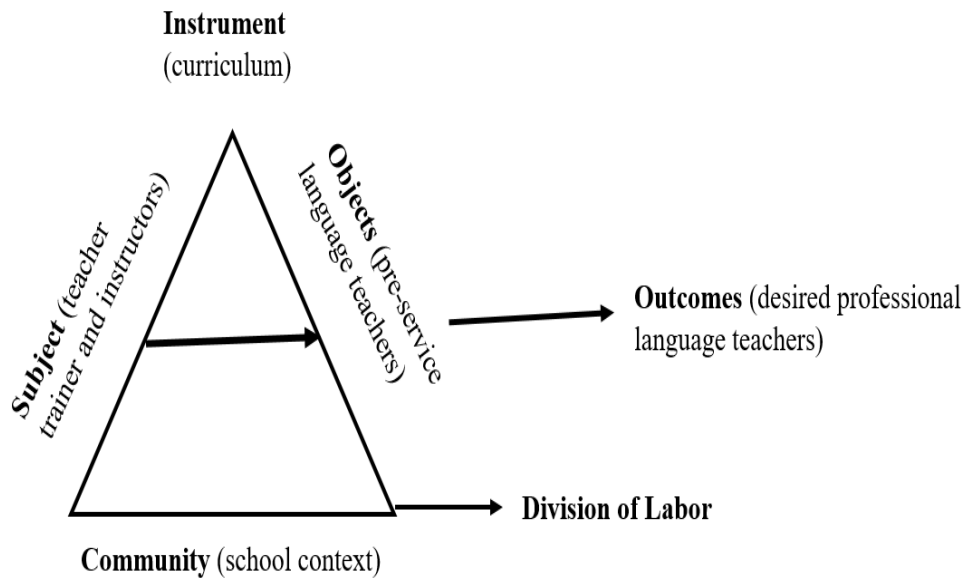 Instrument
(curriculum)
Subject (teacher
trainer and instructors)
Objects (pre-service
language teachers)
Outcomes (desired professional
language teachers)
Division of Labor
Community (school context)